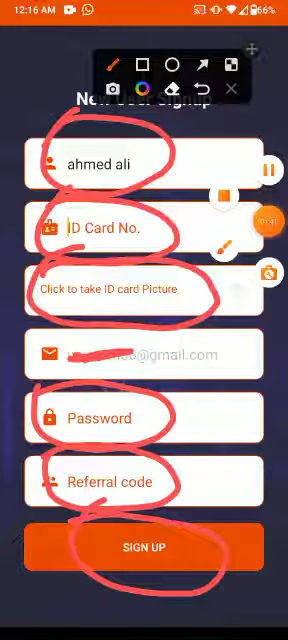 12:16 AM
66%
New User Signup
ahmed ali
ID Card No.
01:41
Click to take ID card Picture
@gmail.com
Password
Referral code
SIGN UP